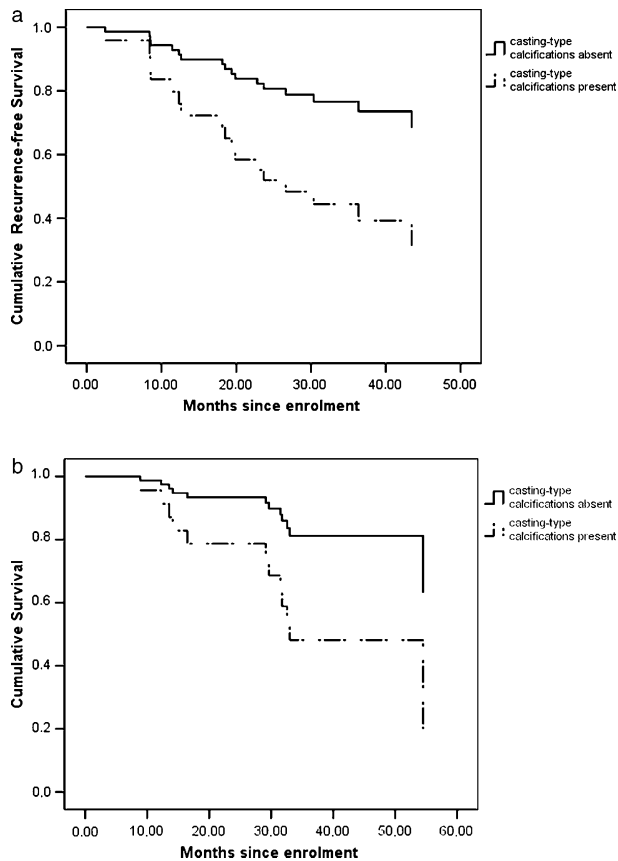 a
1.0
0.8
0.6
0.4
0.2
0.0
Cumulative Recurrence-free Survival
0.00 10.00 20.00 30.00 40.00 50.00
Months since enrolment
casting-type
calcifications absent
casting-type
calcifications present
b
1.0
0.8
0.6
0.4
0.2
0.0
Cumulative Survival
0.00 10.00 20.00 30.00 40.00 50.00 60.00
Months since enrolment
casting-type
calcifications absent
casting-type
calcifications present